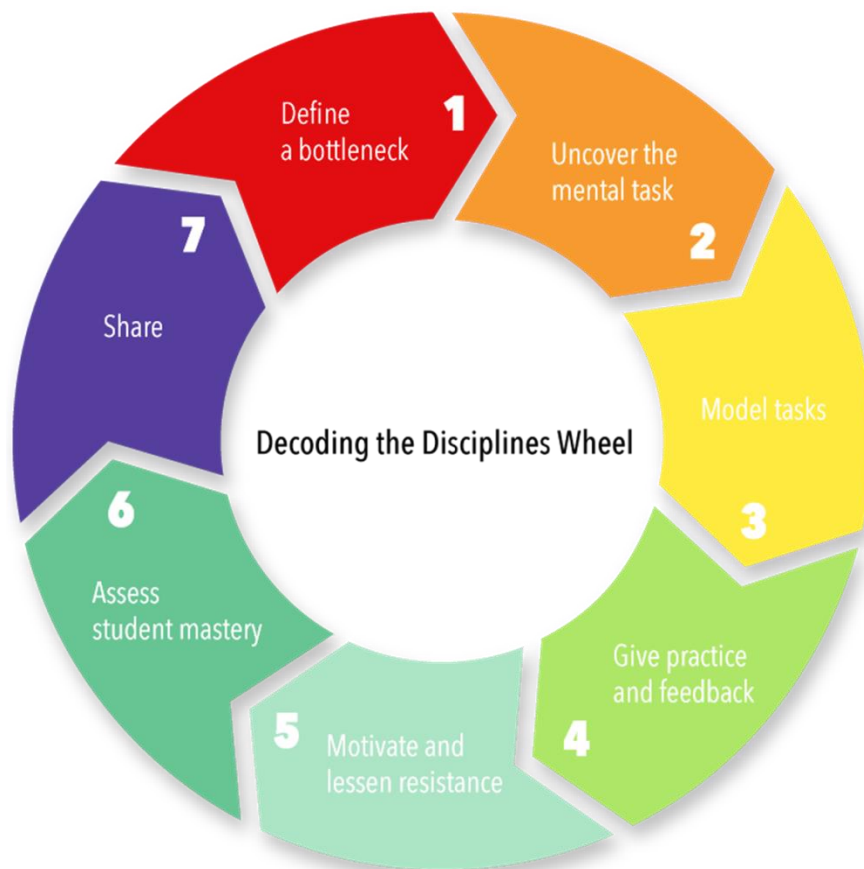 Decoding the Disciplines Wheel
1
Define
a bottleneck
Uncover the
mental task
2
Model tasks
3
Give practice
and feedback
4
5
Motivate and
lessen resistance
6
Assess
student mastery
7
Share